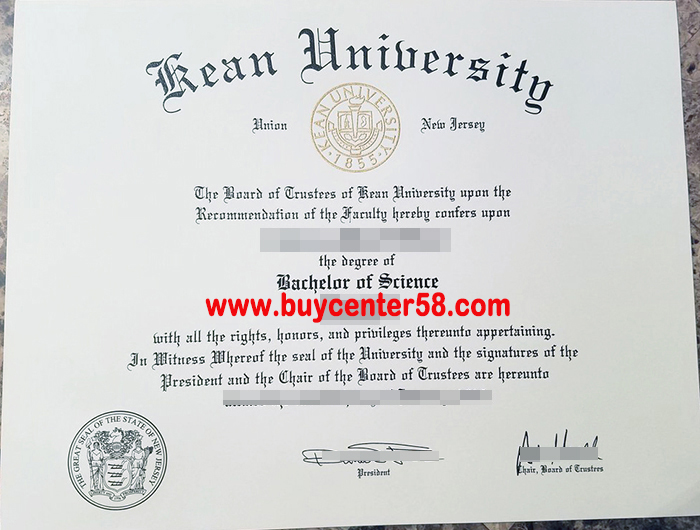 Kean University
Union New Jersey
KEAN UNIVERSITY
1855
The Board of Trustees of Kean University upon the
Recommendation of the Faculty hereby confers upon
the degree of
Bachelor of Science
www.buycenter58.com
with all the rights, honors, and privileges thereunto appertaining.
In Witness Whereof the seal of the University and the signatures of the
President and the Chair of the Board of Trustees are hereunto
THE GREAT SEAL OF THE STATE OF NEW JERSEY
President
Chair, Board of Trustees